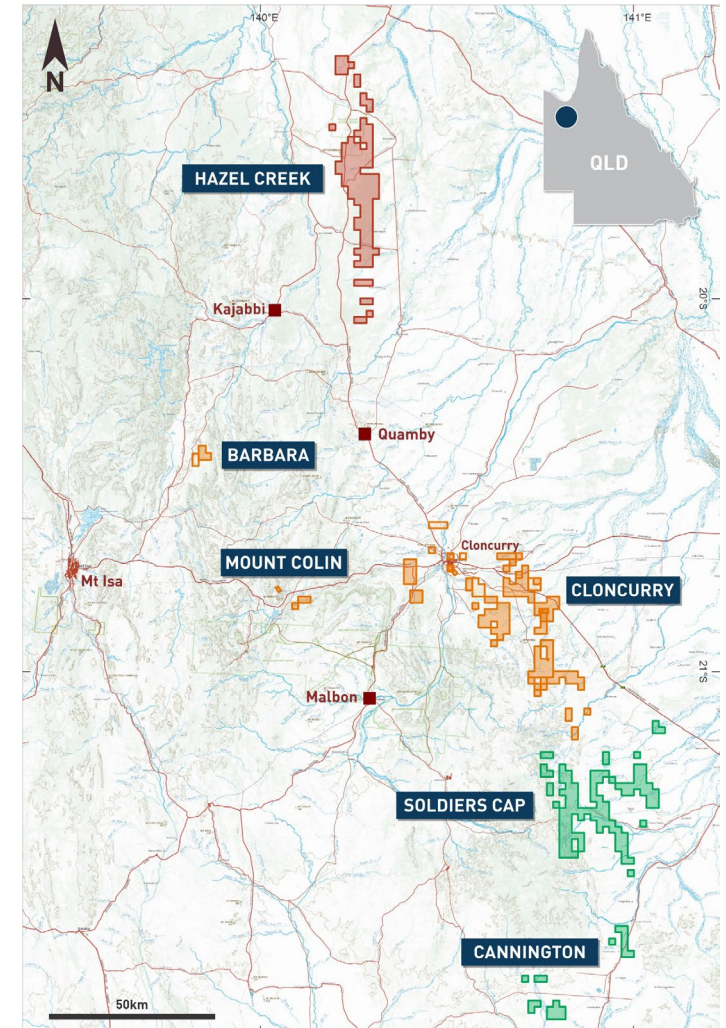 140°E
141°E
N
QLD
HAZEL CREEK
20°S
Kajabbi
Quamby
BARBARA
Cloncurry
MOUNT COLIN
Mt Isa
CLONCURRY
21°S
Malbon
SOLDIERS CAP
CANNINGTON
50km